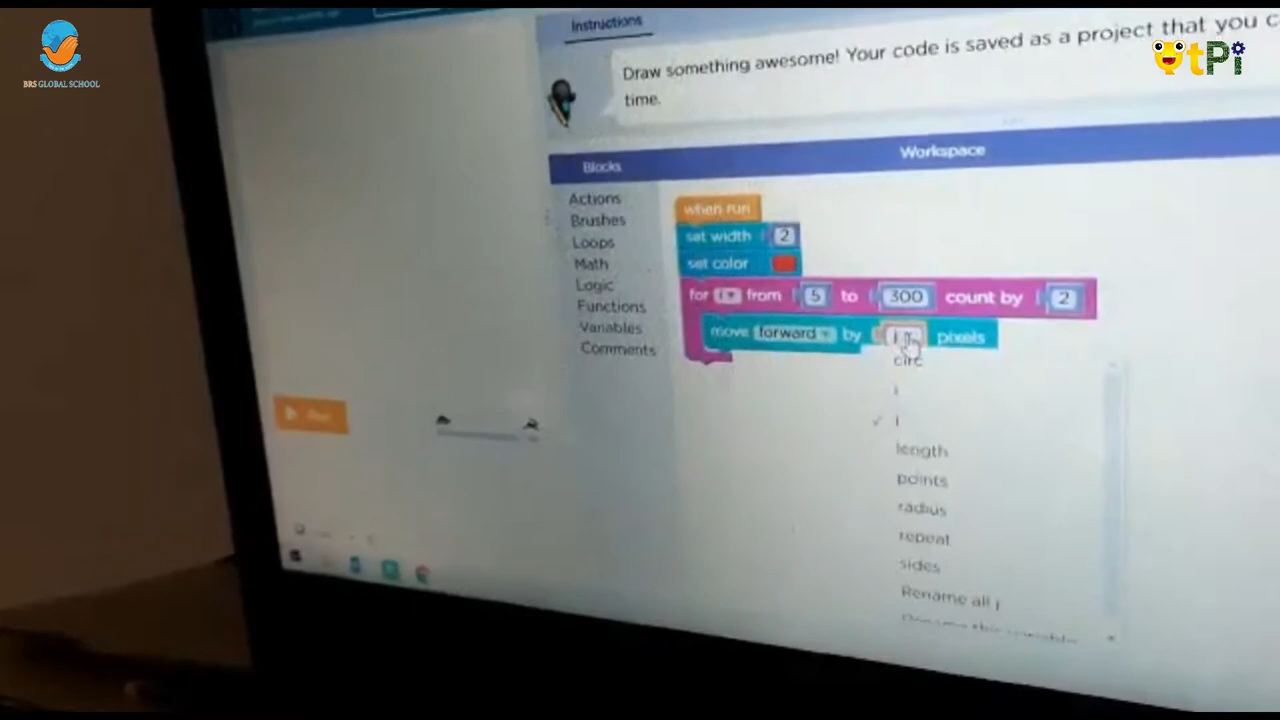 BRS GLOBAL SCHOOL
Instructions
Draw something awesome! Your code is saved as a project that you c
time.
tPi
Blocks
Workspace
Actions
Brushes
Loops
Math
Logic
Functions
Variables
Comments
when run
set width 2
set color
for i from 5 to 300 count by 2
move forward by pixels
circ
i
length
points
radius
repeat
sides
Rename all j
Run